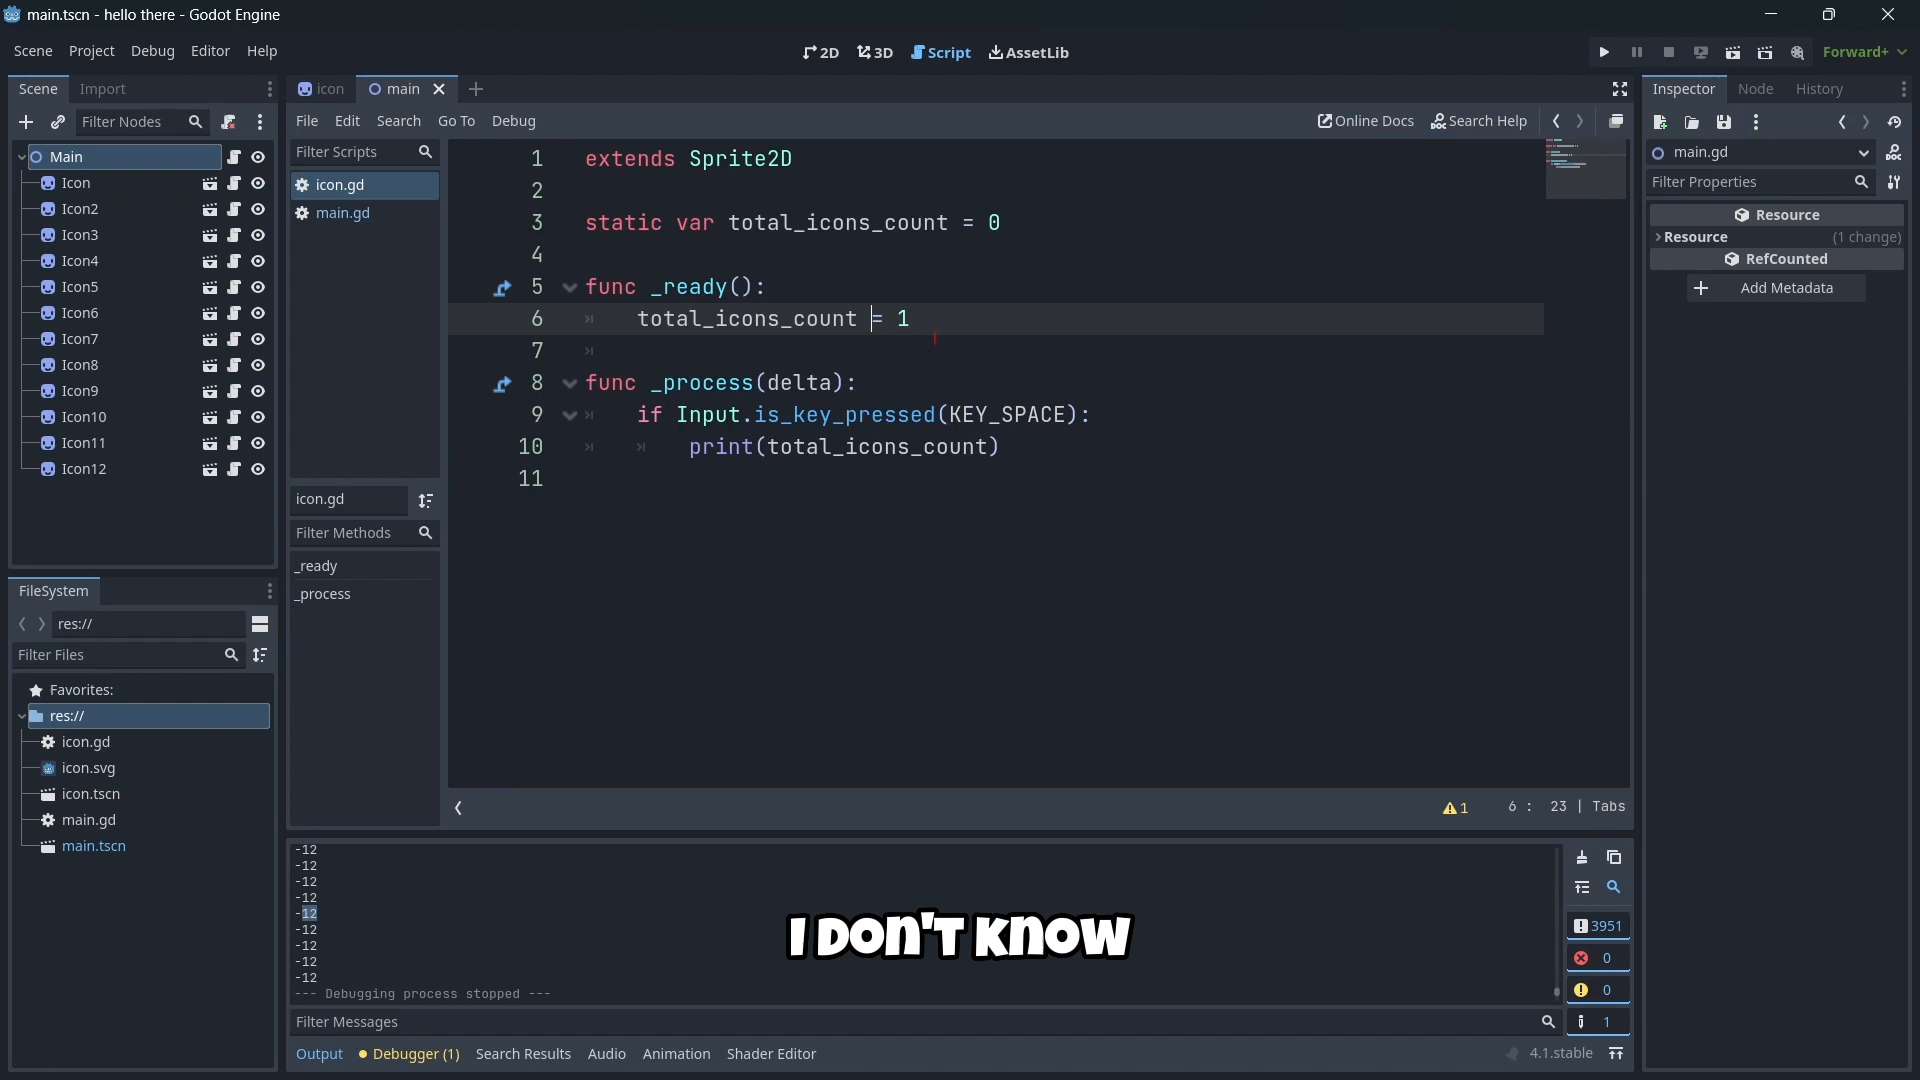 main.tscn - hello there - Godot Engine
Scene Project Debug Editor Help
2D 3D Script AssetLib
Forward+
Scene Import
Filter Nodes
Main
Icon
Icon2
Icon3
Icon4
Icon5
Icon6
Icon7
Icon8
Icon9
Icon10
Icon11
Icon12
FileSystem
res://
Filter Files
Favorites:
res://
icon.gd
icon.svg
icon.tscn
main.gd
main.tscn
icon main
File Edit Search Go To Debug
Online Docs Search Help
Filter Scripts
icon.gd
main.gd
icon.gd
Filter Methods
_ready
_process
1 extends Sprite2D
2
3 static var total_icons_count = 0
4
5 func _ready():
6 total_icons_count = 1
7
8 func _process(delta):
9 if Input.is_key_pressed(KEY_SPACE):
10 print(total_icons_count)
11
1 6 : 23 | Tabs
-12
-12
-12
-12
-12
-12
-12
-12
-12
--- Debugging process stopped ---
I DON'T KNOW
3951
0
0
1
Filter Messages
Output Debugger (1) Search Results Audio Animation Shader Editor
4.1.stable
Inspector Node History
main.gd
Filter Properties
Resource
Resource (1 change)
RefCounted
Add Metadata